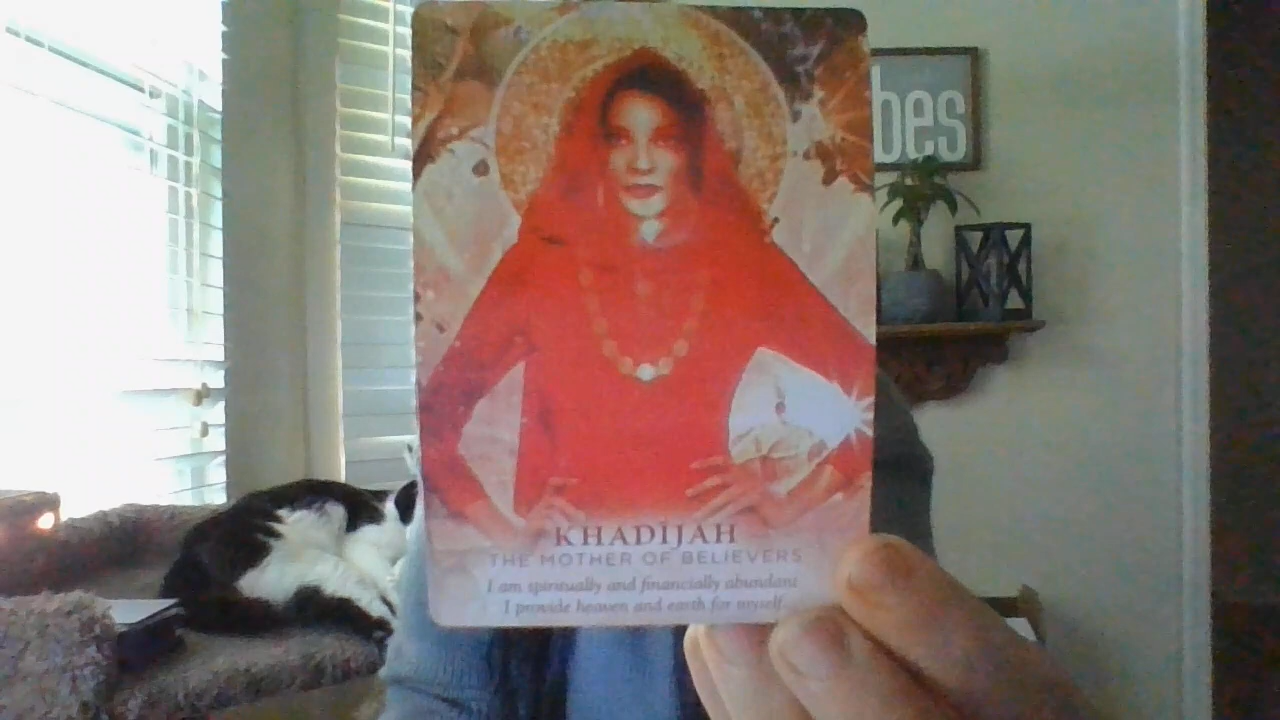 bes
KHADIJAH
THE MOTHER OF BELIEVERS
I am spiritually and financially abundant
I provide heaven and earth for myself.